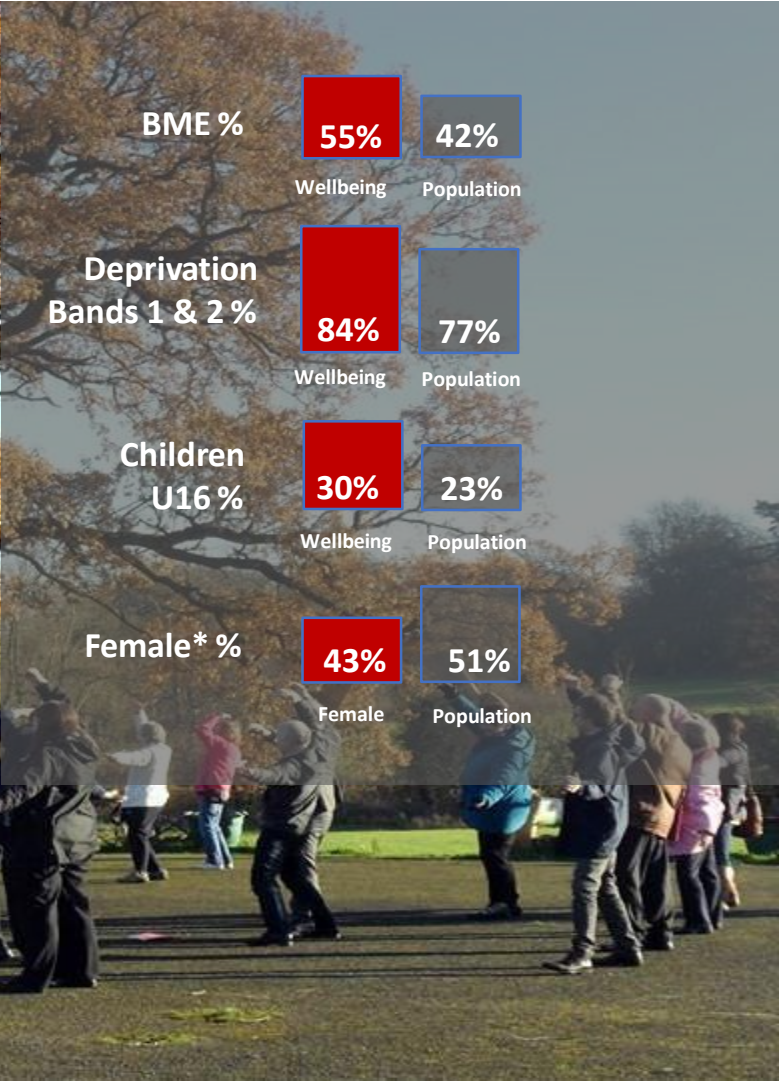 BME %
55% 42%
Wellbeing Population
Deprivation
Bands 1 & 2 %
84% 77%
Wellbeing Population
Children
U16 %
30% 23%
Wellbeing Population
Female* %
43% 51%
Female Population